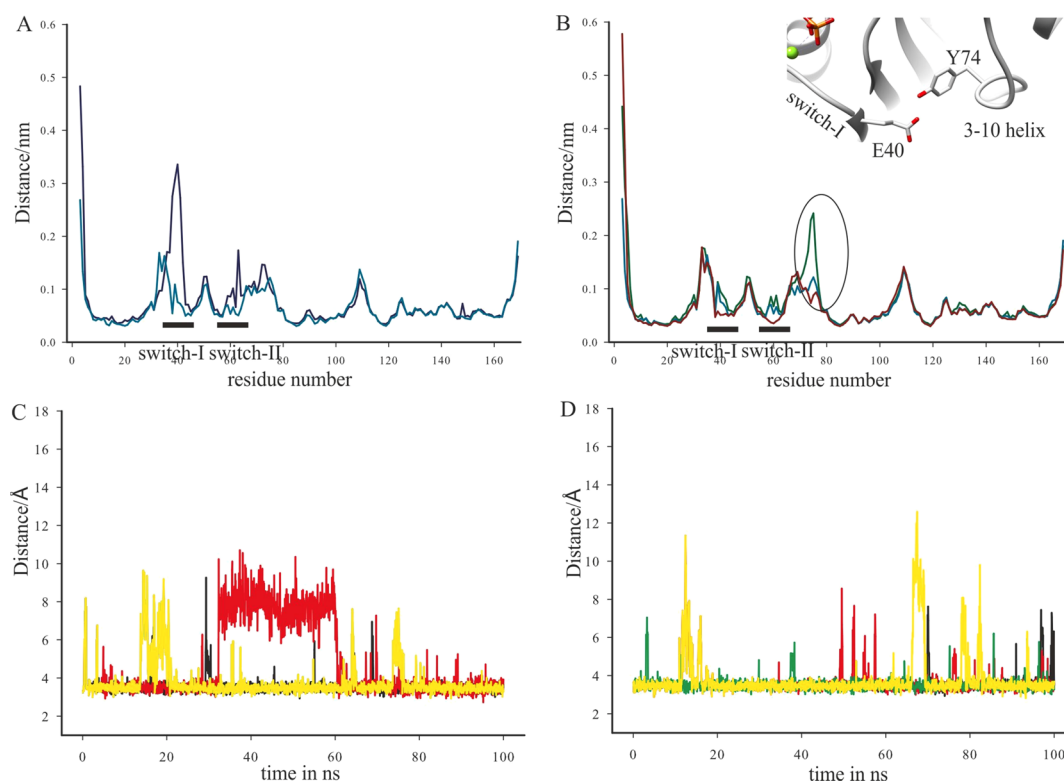 A
Distance/nm
0.6
0.5
0.4
0.3
0.2
0.1
0.0
0 20 40 60 80 100 120 140 160
switch-I switch-II
residue number
B
Distance/nm
0.6
0.5
0.4
0.3
0.2
0.1
0.0
0 20 40 60 80 100 120 140 160
switch-I switch-II
residue number
switch-I
Y74
3-10 helix
E40
C
Distance/Å
18
16
14
12
10
8
6
4
2
0 20 40 60 80 100
time in ns
D
Distance/Å
18
16
14
12
10
8
6
4
2
0 20 40 60 80 100
time in ns